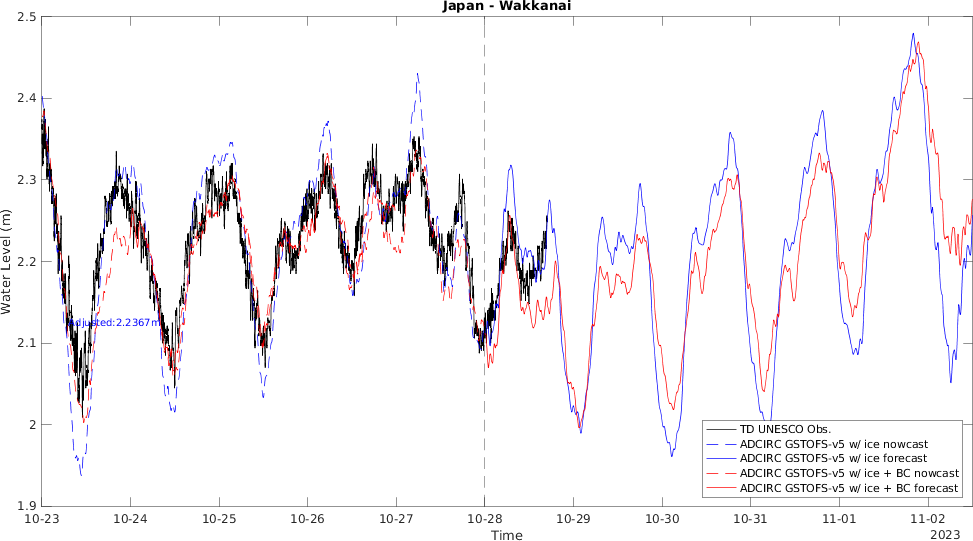 Japan - Wakkanai
2.5
2.4
2.3
2.2
2.1
2
1.9
Water Level (m)
Adjusted:2.2367m
TD UNESCO Obs.
ADCIRC GSTOFS-v5 w/ ice nowcast
ADCIRC GSTOFS-v5 w/ ice forecast
ADCIRC GSTOFS-v5 w/ ice + BC nowcast
ADCIRC GSTOFS-v5 w/ ice + BC forecast
10-23 10-24 10-25 10-26 10-27 10-28 10-29 10-30 10-31 11-01 11-02
2023
Time